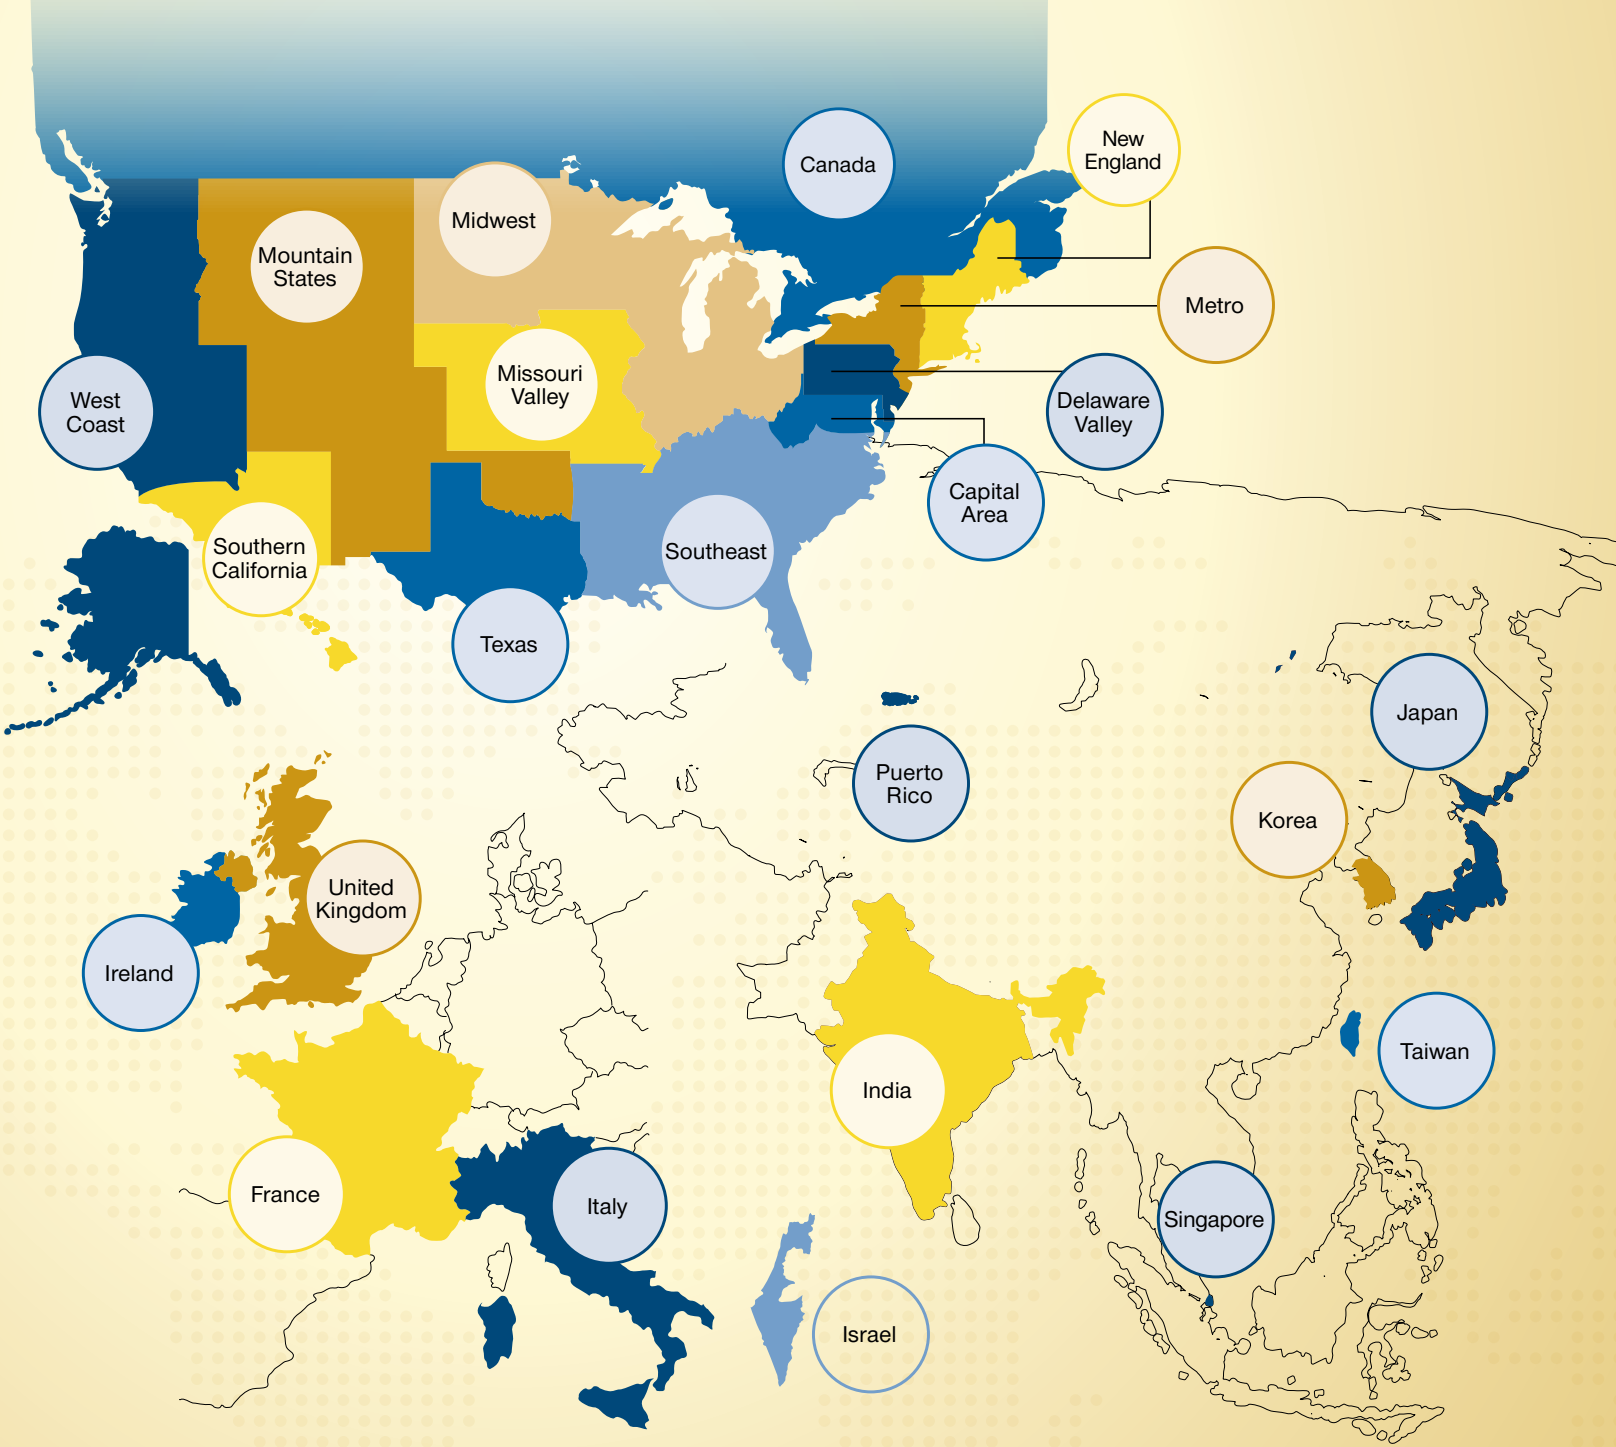 Canada
New
England
Midwest
Mountain
States
Metro
Missouri
Valley
West
Coast
Delaware
Valley
Capital
Area
Southern
California
Southeast
Texas
Japan
Puerto
Rico
Korea
United
Kingdom
Ireland
Taiwan
India
France
Italy
Singapore
Israel